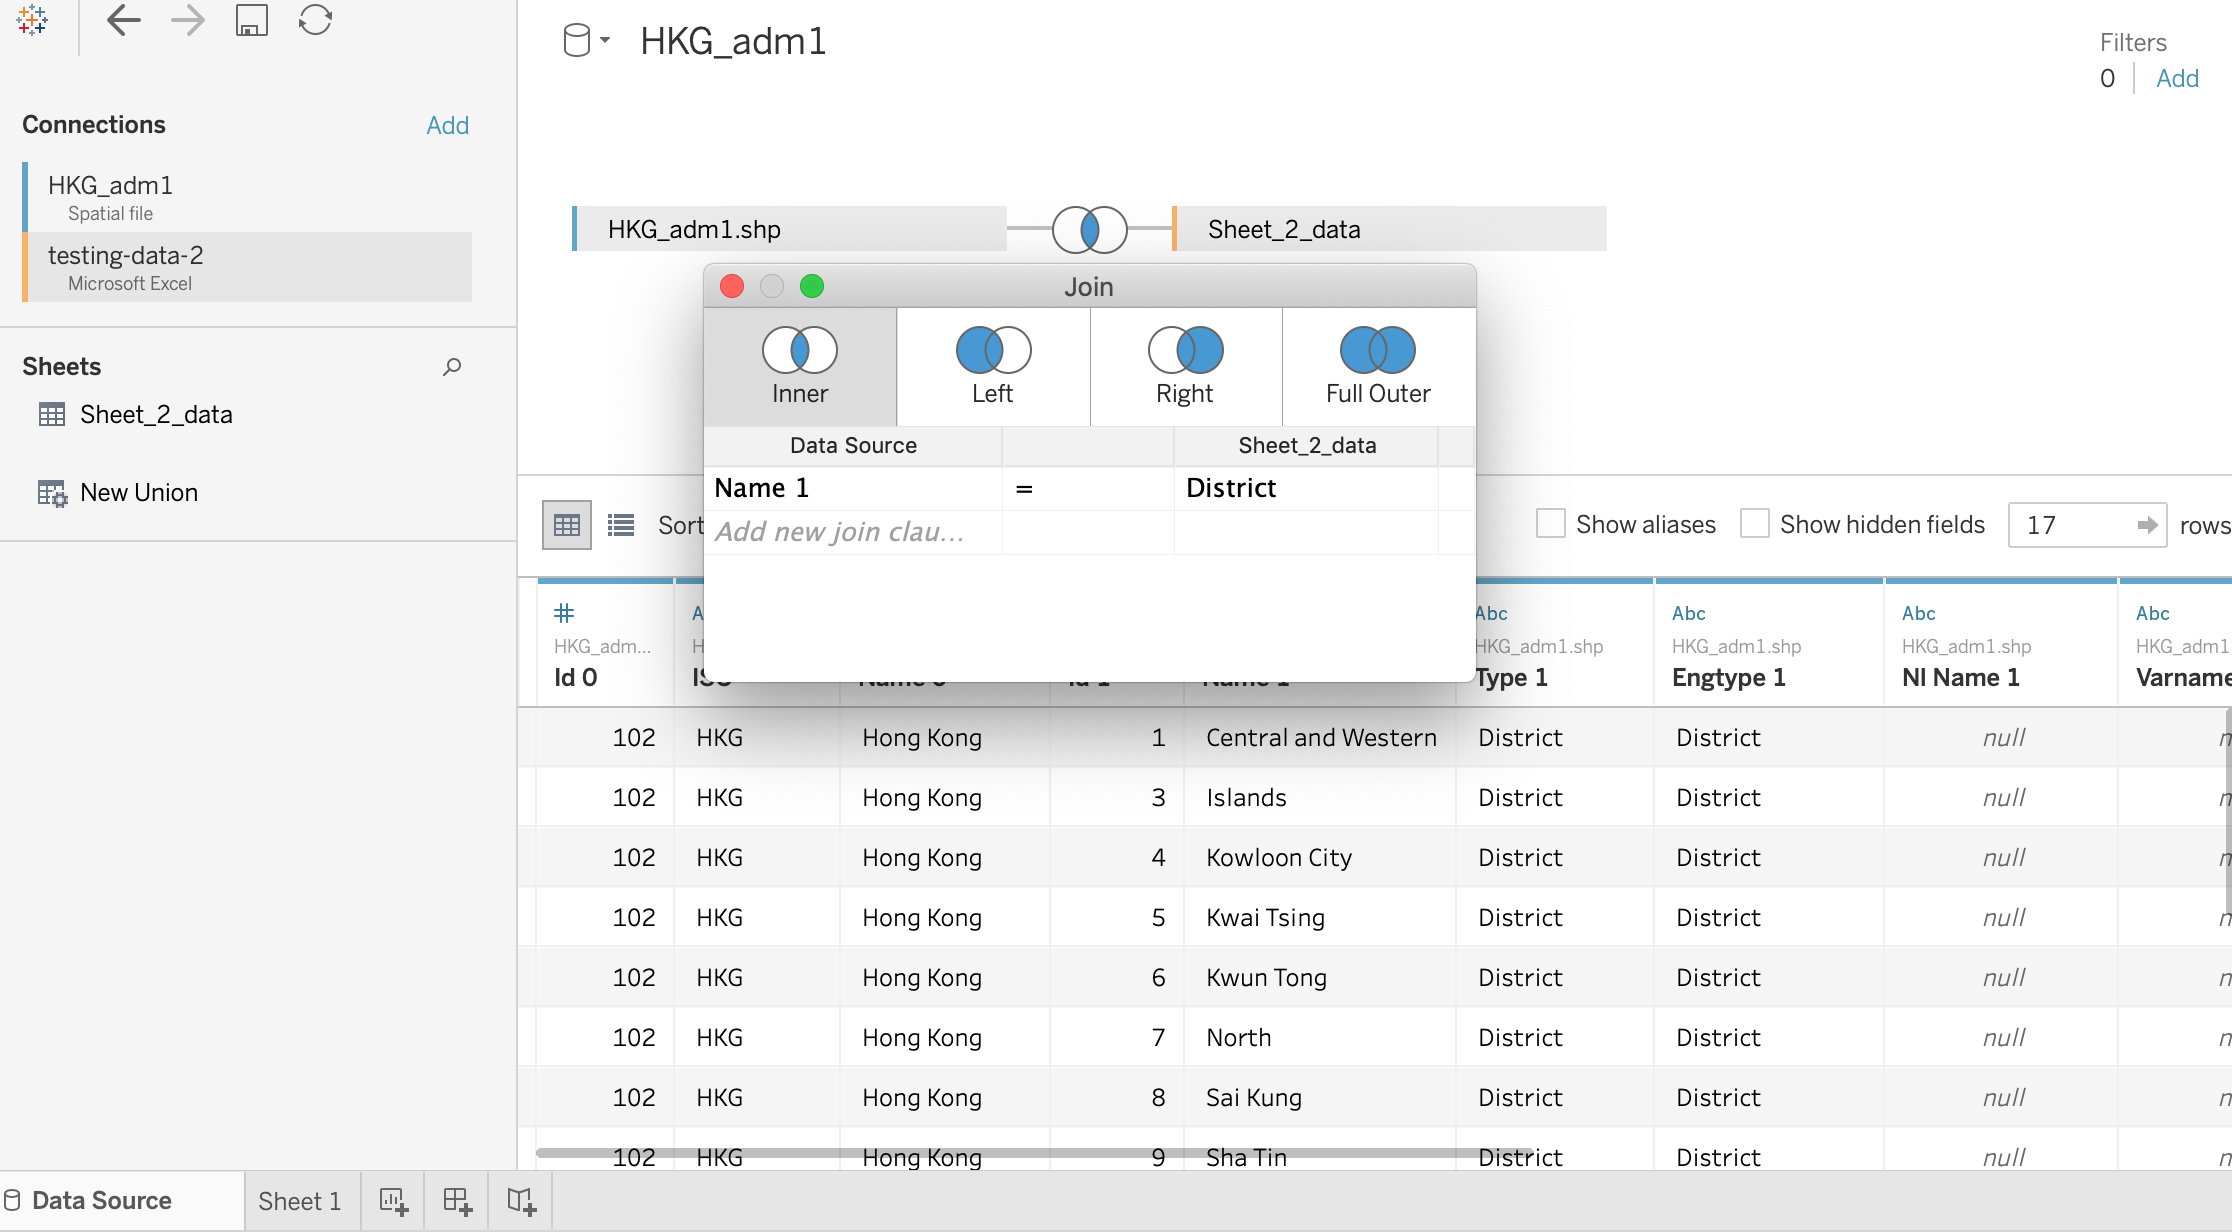 HKG_adm1
Filters
0 Add
Connections Add
HKG_adm1
Spatial file
testing-data-2
Microsoft Excel
HKG_adm1.shp Sheet_2_data
Join
Inner Left Right Full Outer
Data Source Sheet_2_data
Name 1 = District
Add new join clau...
Sheets
Sheet_2_data
New Union
Sort Show aliases Show hidden fields 17 rows
Abc Abc Abc Abc
HKG_adm... HKG_adm1.shp HKG_adm1.shp HKG_adm1.shp HKG_adm1
Id 0 Type 1 Engtype 1 Nl Name 1 Varname
102 HKG Hong Kong 1 Central and Western District District null
102 HKG Hong Kong 3 Islands District District null
102 HKG Hong Kong 4 Kowloon City District District null
102 HKG Hong Kong 5 Kwai Tsing District District null
102 HKG Hong Kong 6 Kwun Tong District District null
102 HKG Hong Kong 7 North District District null
102 HKG Hong Kong 8 Sai Kung District District null
102 HKG Hong Kong 9 Sha Tin District District null
Data Source Sheet 1